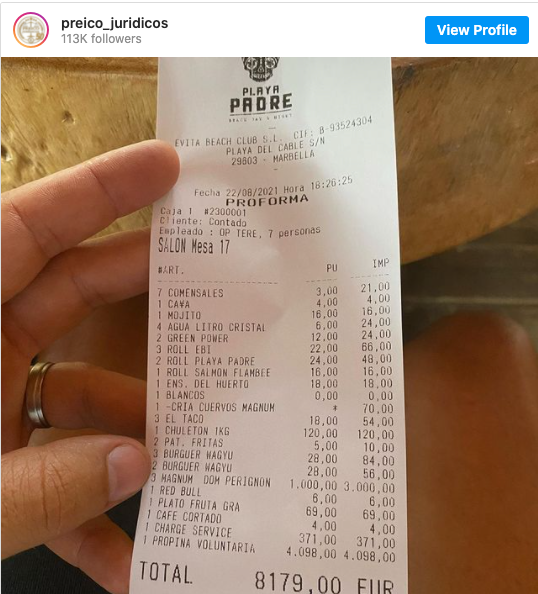 preico_juridicos
113K followers
View Profile
PLAYA
PADRE
EVITA BEACH CLUB S.L. CIF: B-93524304
PLAYA DEL CABLE S/N
29603 - MARBELLA
Fecha 22/08/2021 Hora 18:26:25
PROFORMA
Caja 1 #2300001
Cliente: Contado
Empleado : OP TERE, 7 personas
SALON Mesa 17
#ART. PU IMP
7 COMENSALES 3,00 21,00
1 CA¥A 4,00 4,00
1 MOJITO 16,00 16,00
4 AGUA LITRO CRISTAL 6,00 24,00
2 GREEN POWER 12,00 24,00
3 ROLL EBI 22,00 66,00
2 ROLL PLAYA PADRE 24,00 48,00
1 ROLL SALMON FLAMBEE 16,00 16,00
1 ENS. DEL HUERTO 18,00 18,00
1 BLANCOS 0,00 0,00
1 -CRIA CUERVOS MAGNUM * 70,00
3 EL TACO 18,00 54,00
1 CHULETON 1KG 120,00 120,00
2 PAT. FRITAS 5,00 10,00
3 BURGUER WAGYU 28,00 84,00
2 BURGUER WAGYU 28,00 56,00
3 MAGNUM DOM PERIGNON 1.000,00 3.000,00
1 RED BULL 6,00 6,00
1 PLATO FRUTA GRA 69,00 69,00
1 CAFE CORTADO 4,00 4,00
1 CHARGE SERVICE 371,00 371,00
1 PROPINA VOLUNTARIA 4.098,00 4.098,00
TOTAL 8179,00 EUR